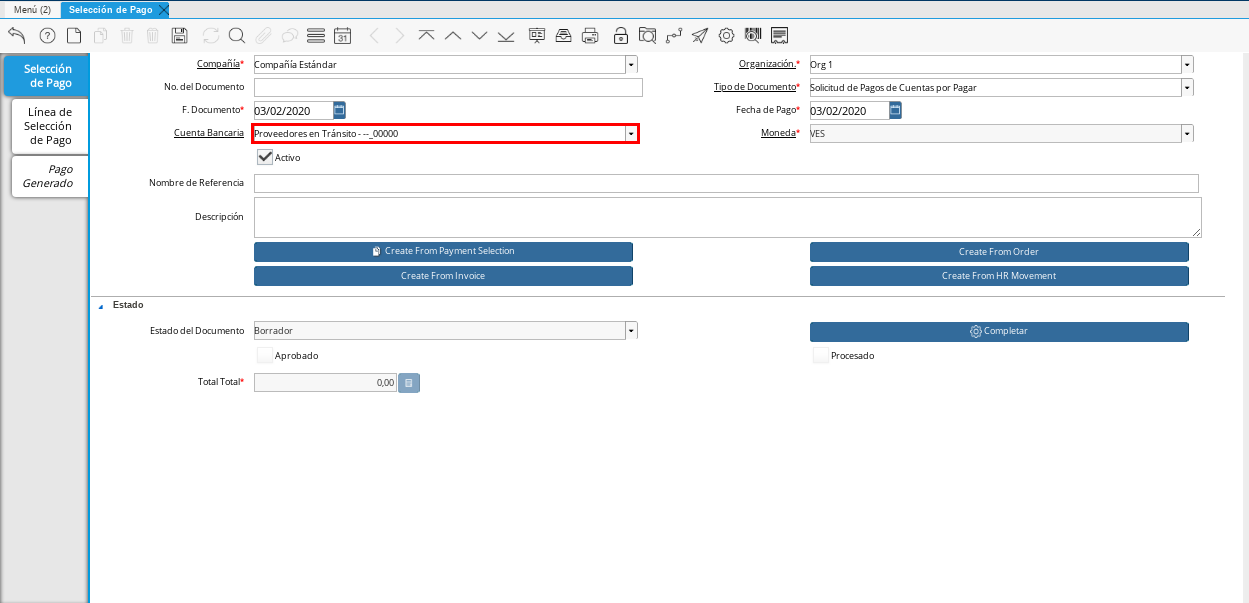 Menú (2) Selección de Pago
31
Selección de Pago
Línea de Selección de Pago
Pago Generado
Compañía* Compañía Estándar Organización.* Org 1
No. del Documento Tipo de Documento* Solicitud de Pagos de Cuentas por Pagar
F. Documento* 03/02/2020 Fecha de Pago* 03/02/2020
Cuenta Bancaria Proveedores en Tránsito - --_00000 Moneda* VES
Activo
Nombre de Referencia
Descripción
Create From Payment Selection Create From Order
Create From Invoice Create From HR Movement
Estado
Estado del Documento Borrador Completar
Aprobado Procesado
Total Total* 0,00